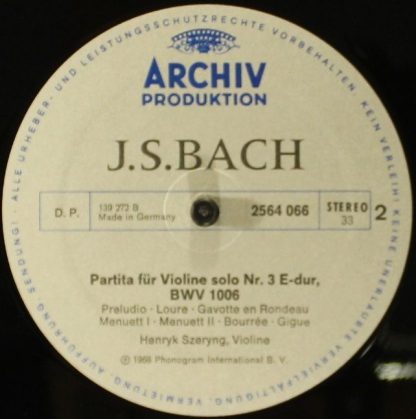 ALLE URHEBER- UND LEISTUNGSSCHUTZRECHTE VORBEHALTEN · KEIN VERLEIH! KEINE UNERLAUBTE VERVIELFÄLTIGUNG, VERMIETUNG, AUFFÜHRUNG, SENDUNG! ·
ARCHIV
PRODUKTION
J.S.BACH
D. P.
139 272 B
Made in Germany
2564 066
STEREO
33
2
Partita für Violine solo Nr. 3 E-dur,
BWV 1006
Preludio · Loure · Gavotte en Rondeau
Menuett I · Menuett II · Bourrée · Gigue
Henryk Szeryng, Violine
Ⓟ 1968 Phonogram International B. V.